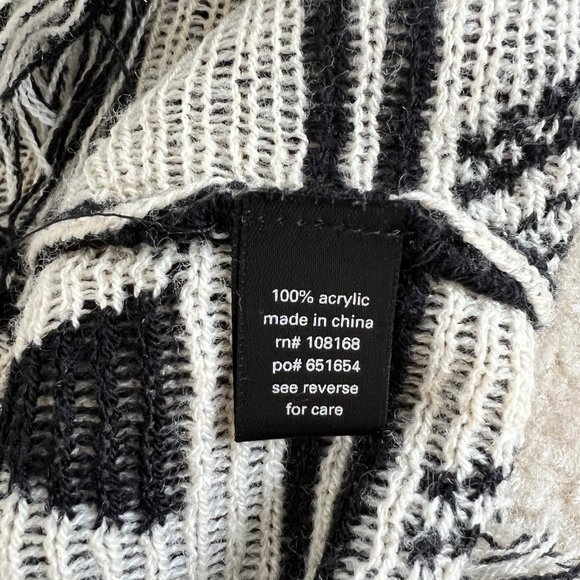 100% acrylic
made in china
rn# 108168
po# 651654
see reverse
for care